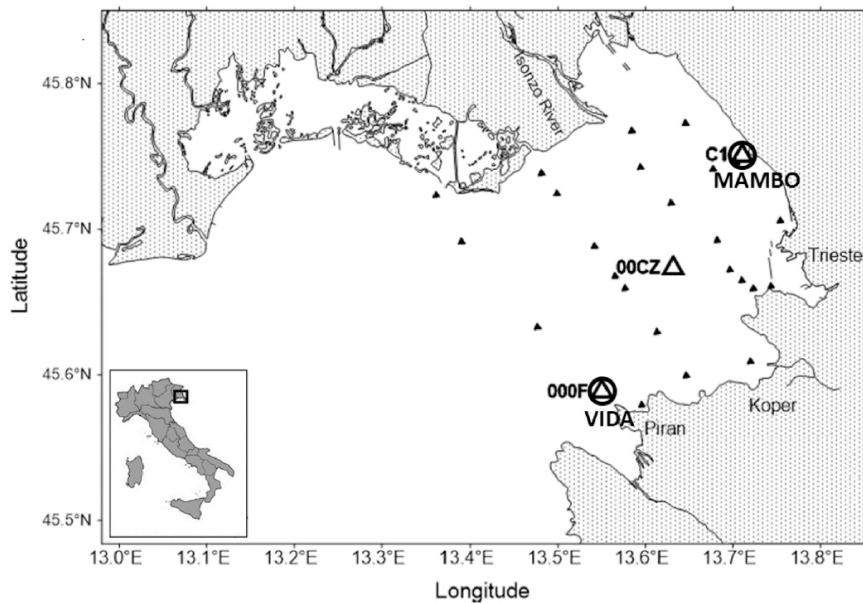 45.8°N
45.7°N
45.6°N
45.5°N
Latitude
Isonzo River
C1
MAMBO
00CZ
Trieste
000F
VIDA
Piran
Koper
13.0°E
13.1°E
13.2°E
13.3°E
13.4°E
13.5°E
13.6°E
13.7°E
13.8°E
Longitude